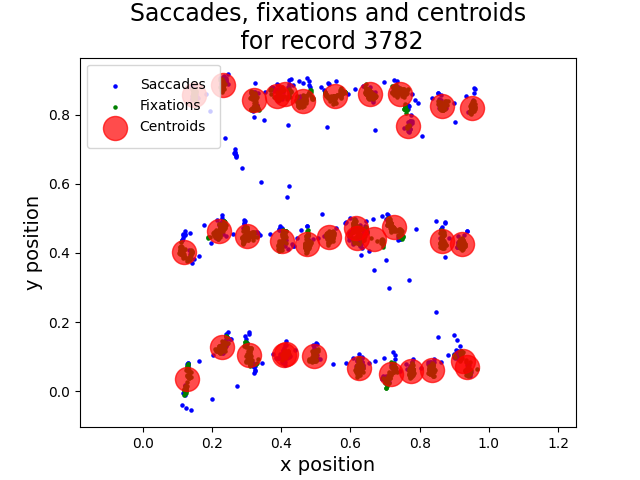 Saccades, fixations and centroids
for record 3782
Saccades
Fixations
Centroids
y position
0.8
0.6
0.4
0.2
0.0
0.0 0.2 0.4 0.6 0.8 1.0 1.2
x position